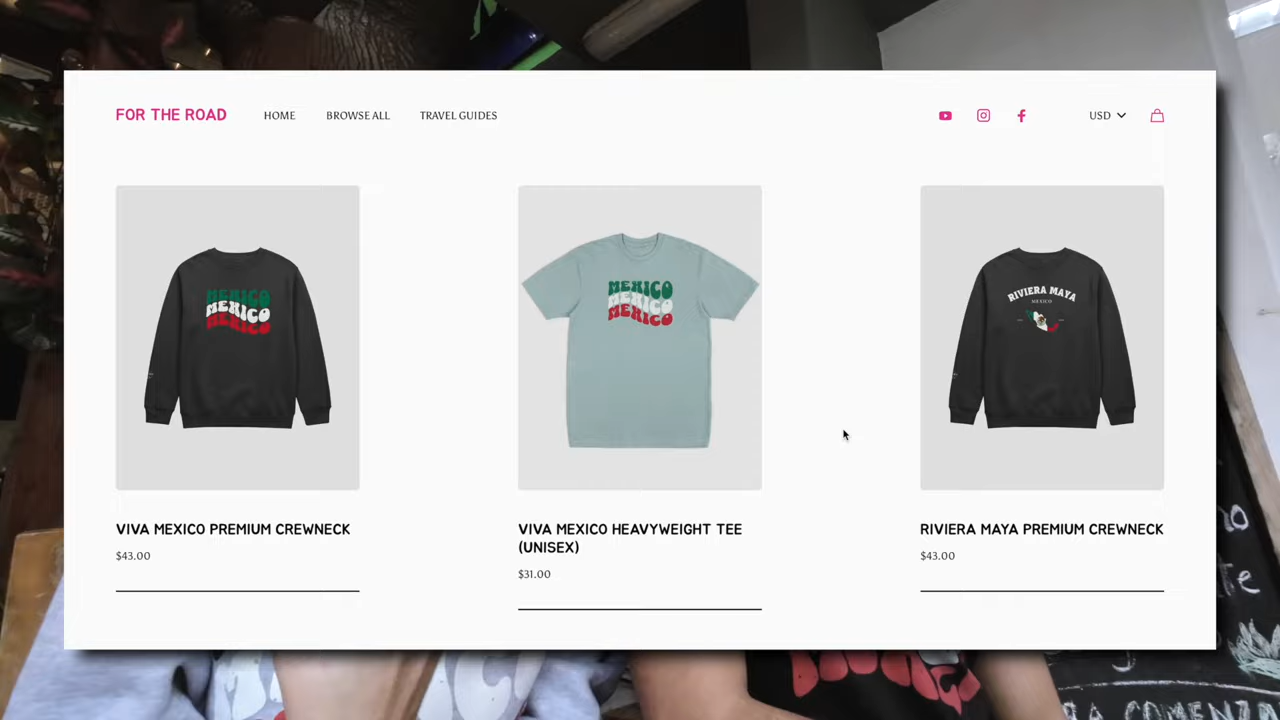 FOR THE ROAD
HOME
BROWSE ALL
TRAVEL GUIDES
USD
MEXICO
MEXICO
MEXICO
MEXICO
MEXICO
MEXICO
RIVIERA MAYA
MEXICO
VIVA MEXICO PREMIUM CREWNECK
$43.00
VIVA MEXICO HEAVYWEIGHT TEE
(UNISEX)
$31.00
RIVIERA MAYA PREMIUM CREWNECK
$43.00